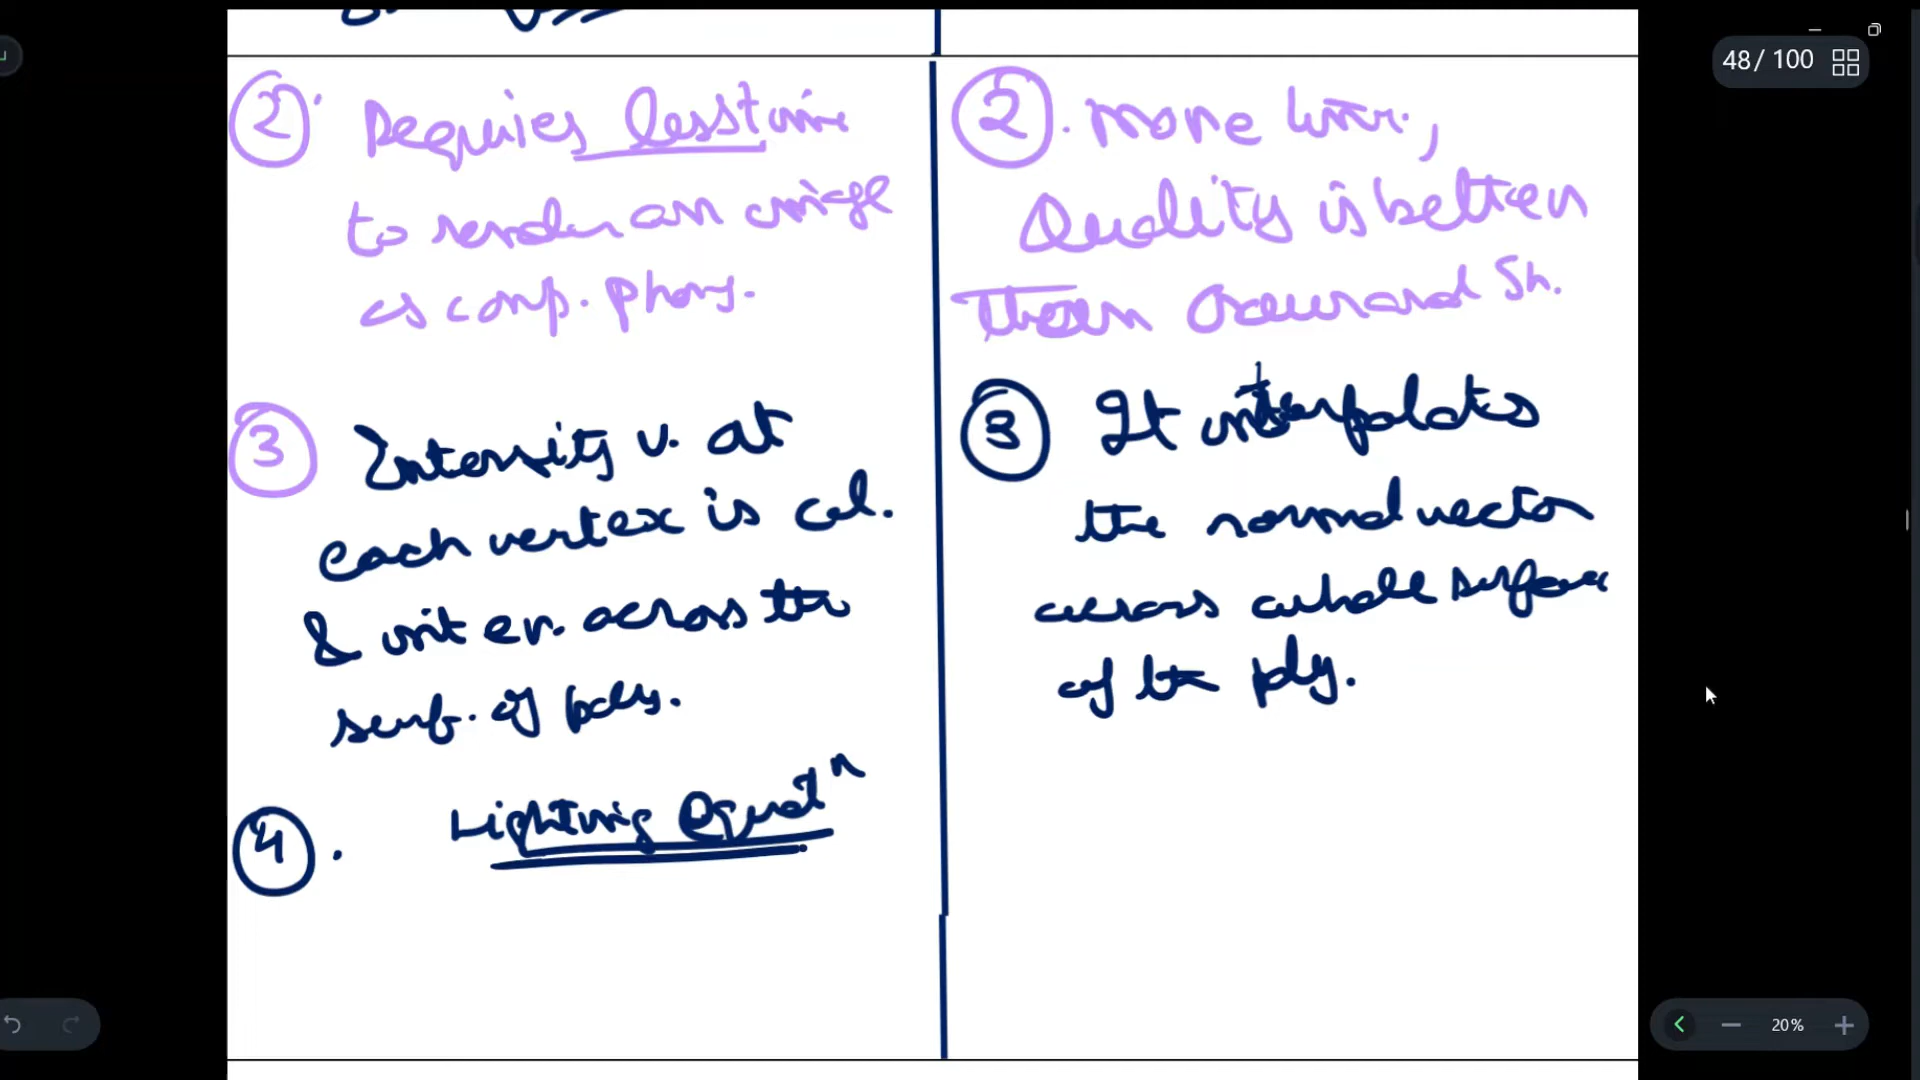 48/ 100
2. Requires less time
to render an image
as comp. phong.
3 Intensity v. at
each vertex is cal.
& inter. across the
surf. of poly.
4. Lighting Equatn
2. more time,
Quality is better
Than Gouraud Sh.
3 It interpolates
the normal vector
across whole surface
of the poly.
20%